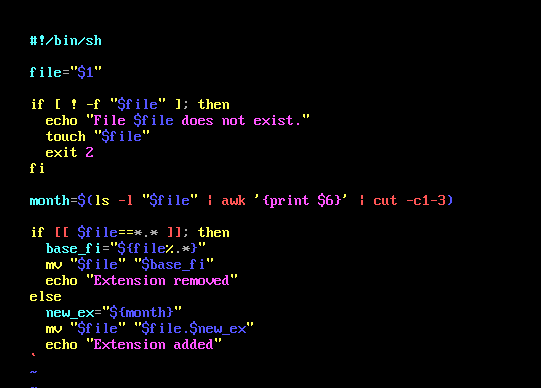 #!/bin/sh
file="$1"
if [ ! -f "$file" ]; then
echo "File $file does not exist."
touch "$file"
exit 2
fi
month=$(ls -l "$file" | awk '{print $6}' | cut -c1-3)
if [[ $file==*.* ]]; then
base_fi="${file%.*}"
mv "$file" "$base_fi"
echo "Extension removed"
else
new_ex="${month}"
mv "$file" "$file.$new_ex"
echo "Extension added"
`
~